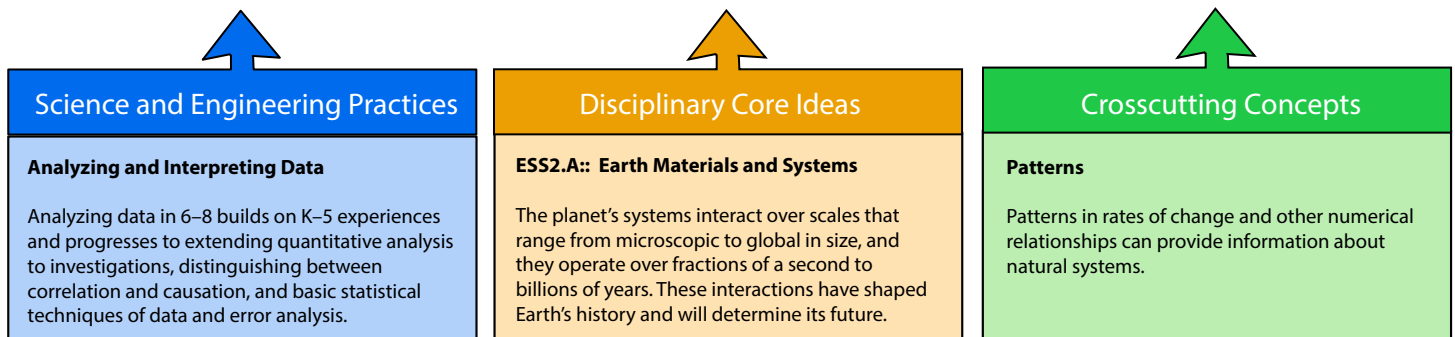 Science and Engineering Practices
Analyzing and Interpreting Data
Analyzing data in 6–8 builds on K–5 experiences
and progresses to extending quantitative analysis
to investigations, distinguishing between
correlation and causation, and basic statistical
techniques of data and error analysis.
Disciplinary Core Ideas
ESS2.A:: Earth Materials and Systems
The planet’s systems interact over scales that
range from microscopic to global in size, and
they operate over fractions of a second to
billions of years. These interactions have shaped
Earth’s history and will determine its future.
Crosscutting Concepts
Patterns
Patterns in rates of change and other numerical
relationships can provide information about
natural systems.